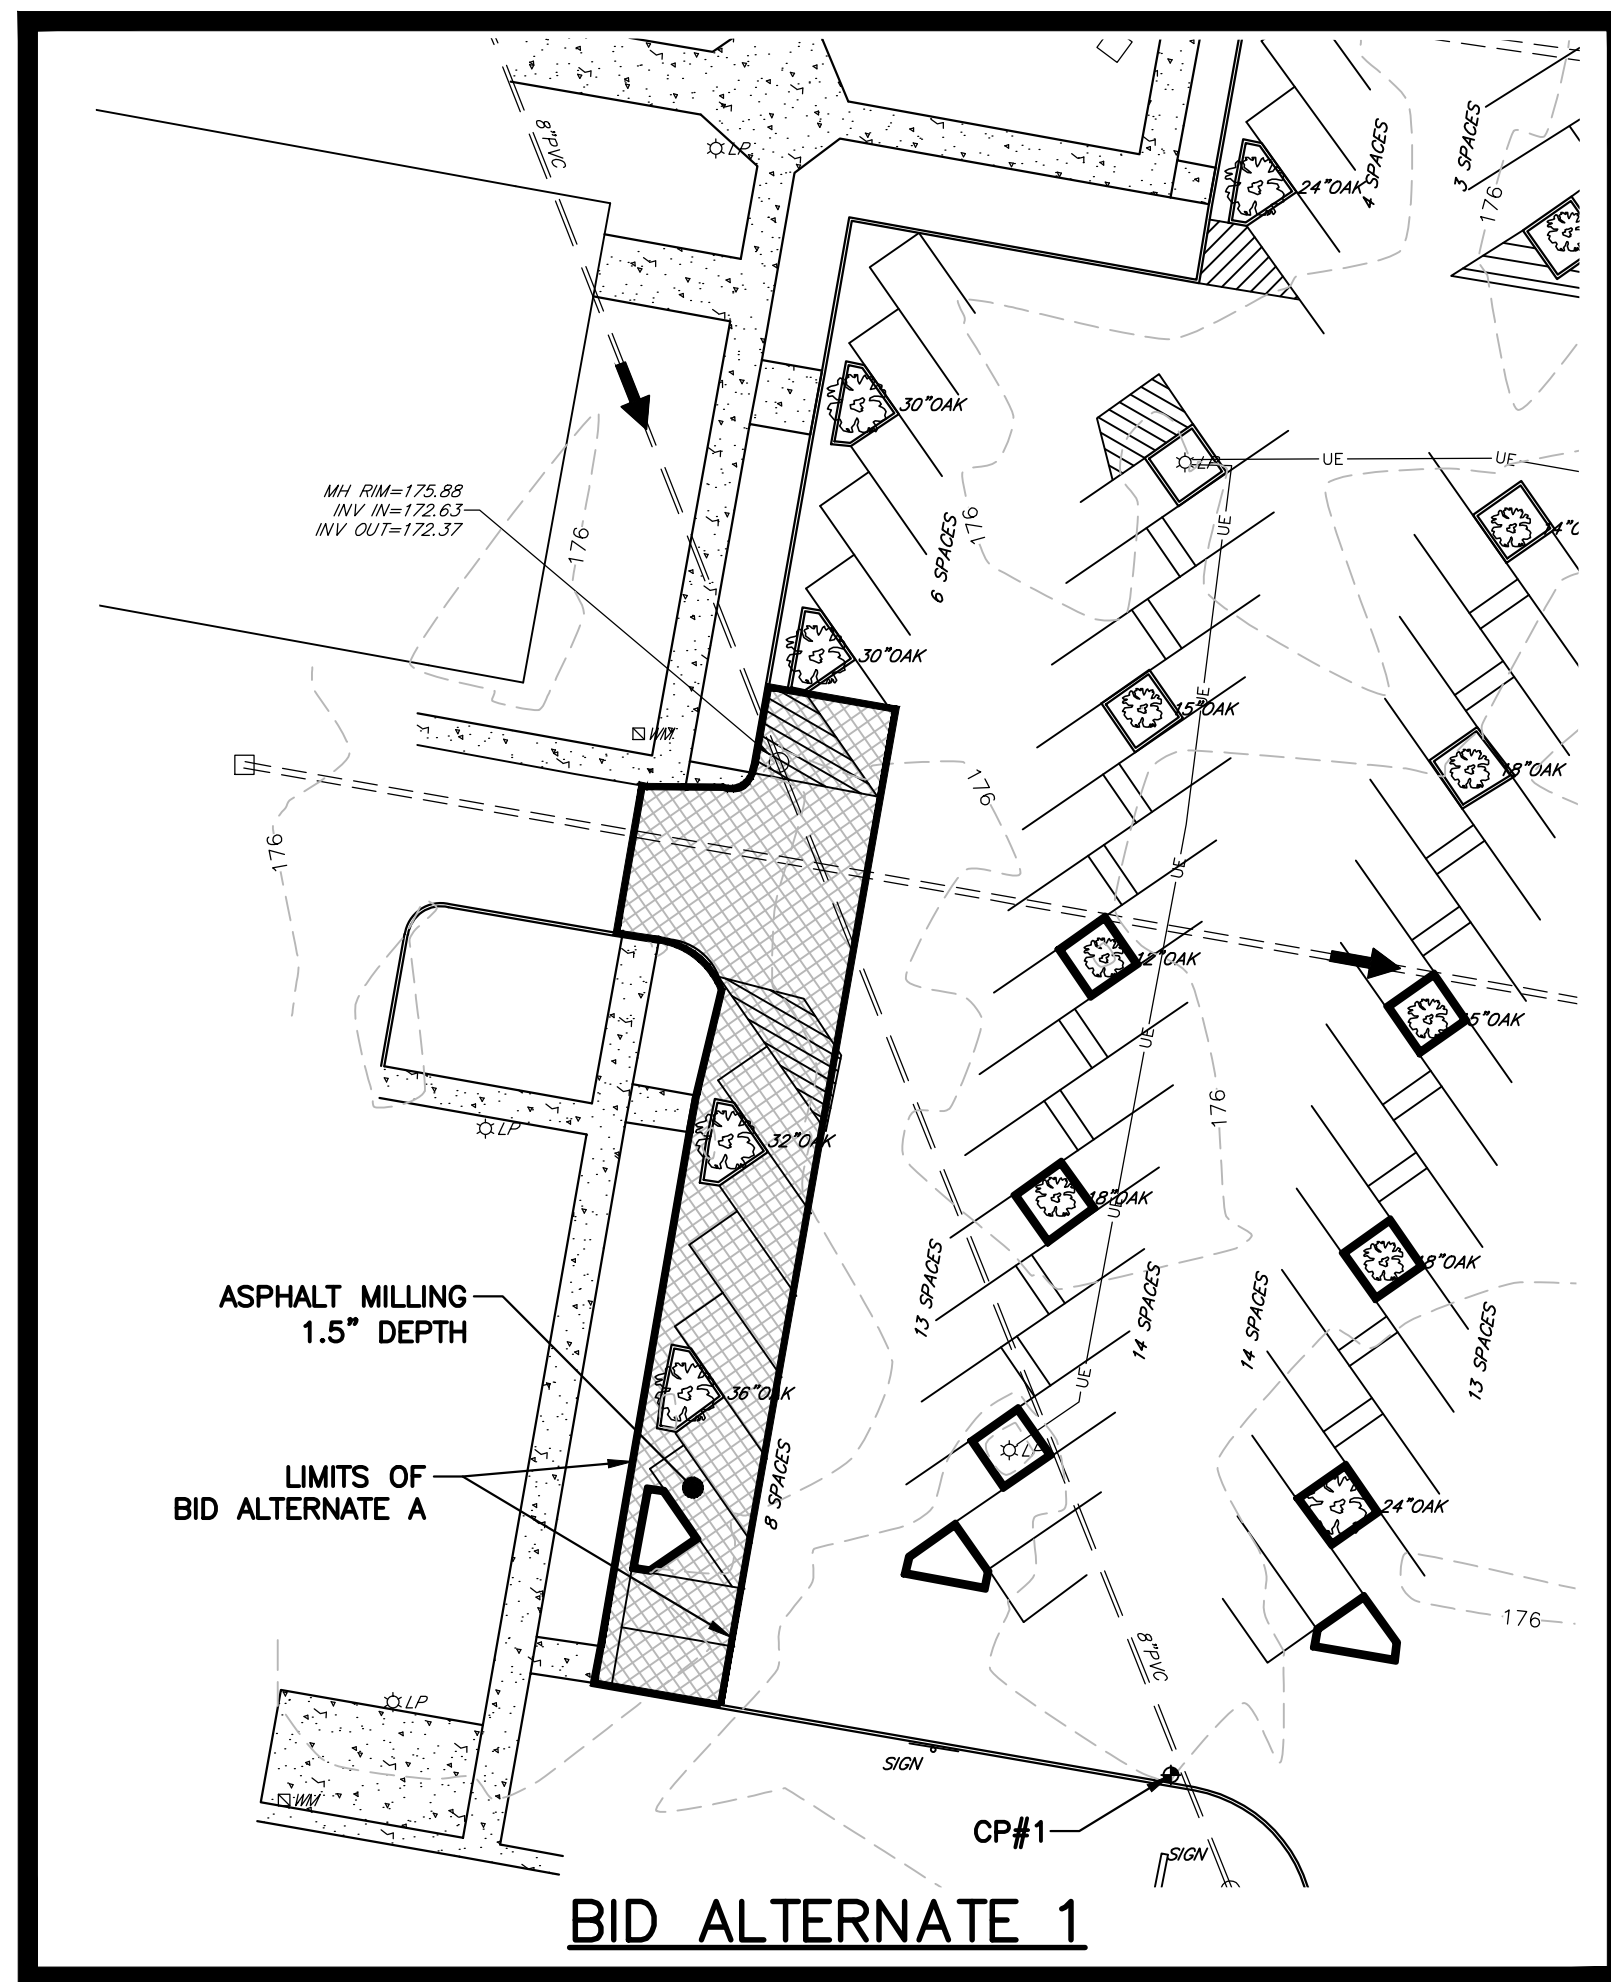 8"PVC
LP
24"OAK
4 SPACES
3 SPACES
176
30"OAK
LP
UE
UE
MH RIM=175.88
INV IN=172.63
INV OUT=172.37
176
6 SPACES
176
UE
30"OAK
WM
UE
15"OAK
18"OAK
176
176
UE
12"OAK
15"OAK
UE
176
LP
32"OAK
18"OAK
UE
18"OAK
ASPHALT MILLING
1.5" DEPTH
13 SPACES
14 SPACES
14 SPACES
13 SPACES
36"OAK
UE
LIMITS OF
BID ALTERNATE A
8 SPACES
LP
24"OAK
176
8"PVC
LP
SIGN
WM
CP#1
SIGN
BID ALTERNATE 1